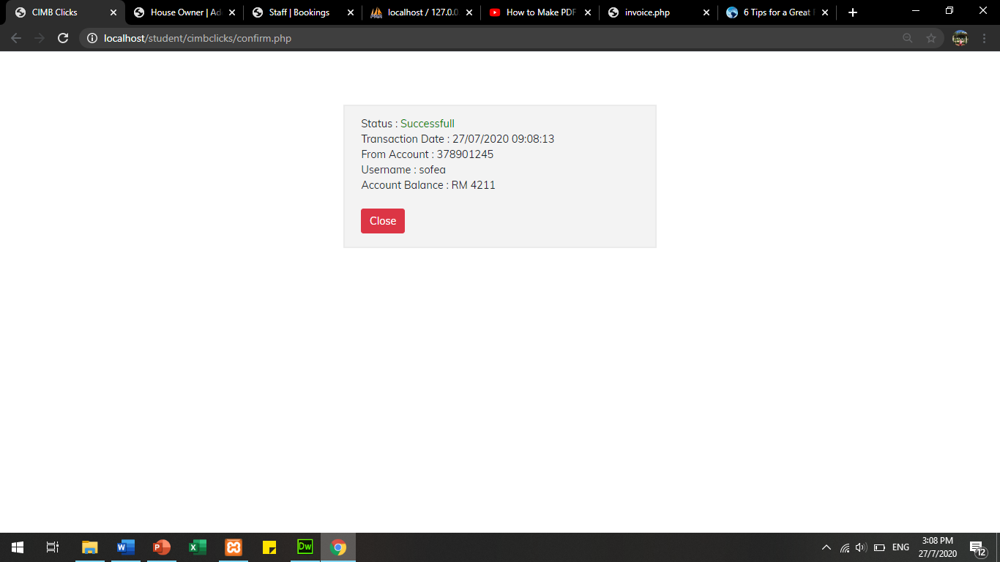 CIMB Clicks
House Owner | Ad
Staff | Bookings
localhost / 127.0.0
How to Make PDF
invoice.php
6 Tips for a Great
localhost/student/cimbclicks/confirm.php
Status : Successfull
Transaction Date : 27/07/2020 09:08:13
From Account : 378901245
Username : sofea
Account Balance : RM 4211
Close
ENG
3:08 PM
27/7/2020
12
Dw